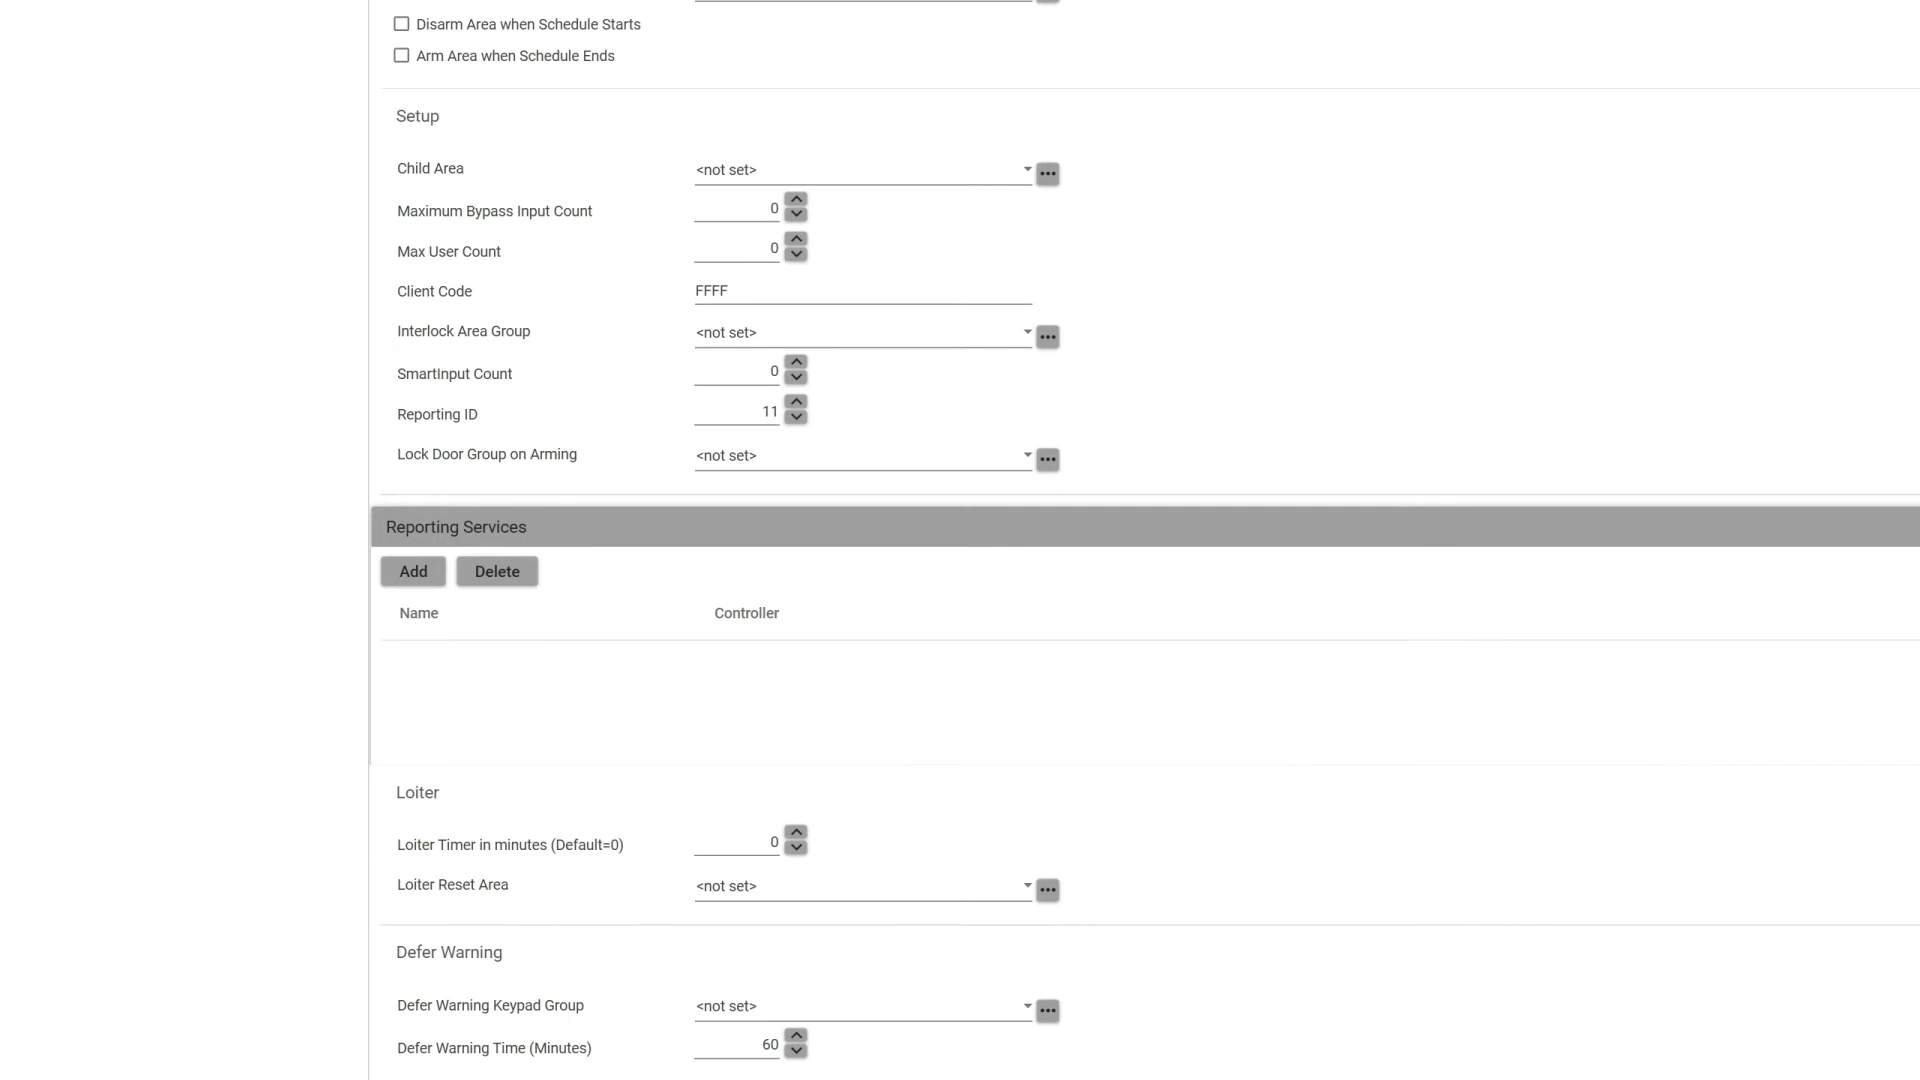 Disarm Area when Schedule Starts
Arm Area when Schedule Ends
Setup
Child Area <not set>
Maximum Bypass Input Count 0
Max User Count 0
Client Code FFFF
Interlock Area Group <not set>
SmartInput Count 0
Reporting ID 11
Lock Door Group on Arming <not set>
Reporting Services
Add Delete
Name Controller
Loiter
Loiter Timer in minutes (Default=0) 0
Loiter Reset Area <not set>
Defer Warning
Defer Warning Keypad Group <not set>
Defer Warning Time (Minutes) 60